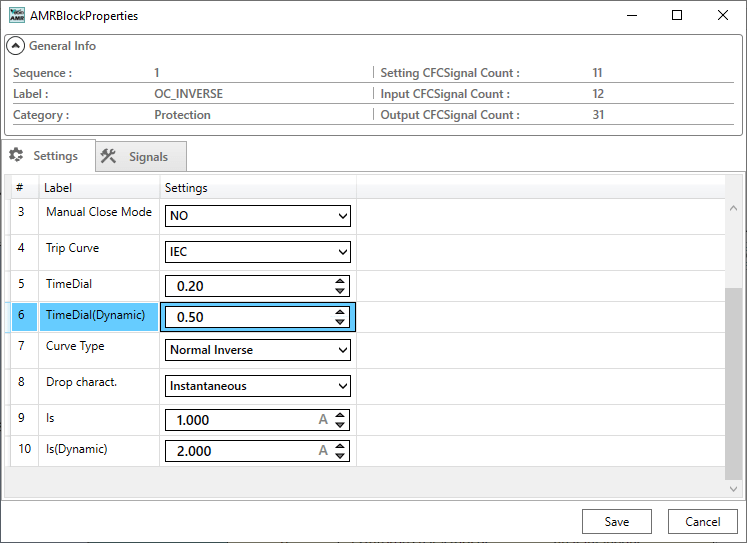 AMR AMRBlockProperties
General Info
Sequence : 1 Setting CFCSignal Count : 11
Label : OC_INVERSE Input CFCSignal Count : 12
Category : Protection Output CFCSignal Count : 31
Settings Signals
# Label Settings
3 Manual Close Mode NO
4 Trip Curve IEC
5 TimeDial 0.20
6 TimeDial(Dynamic) 0.50
7 Curve Type Normal Inverse
8 Drop charact. Instantaneous
9 Is 1.000 A
10 Is(Dynamic) 2.000 A
Save Cancel